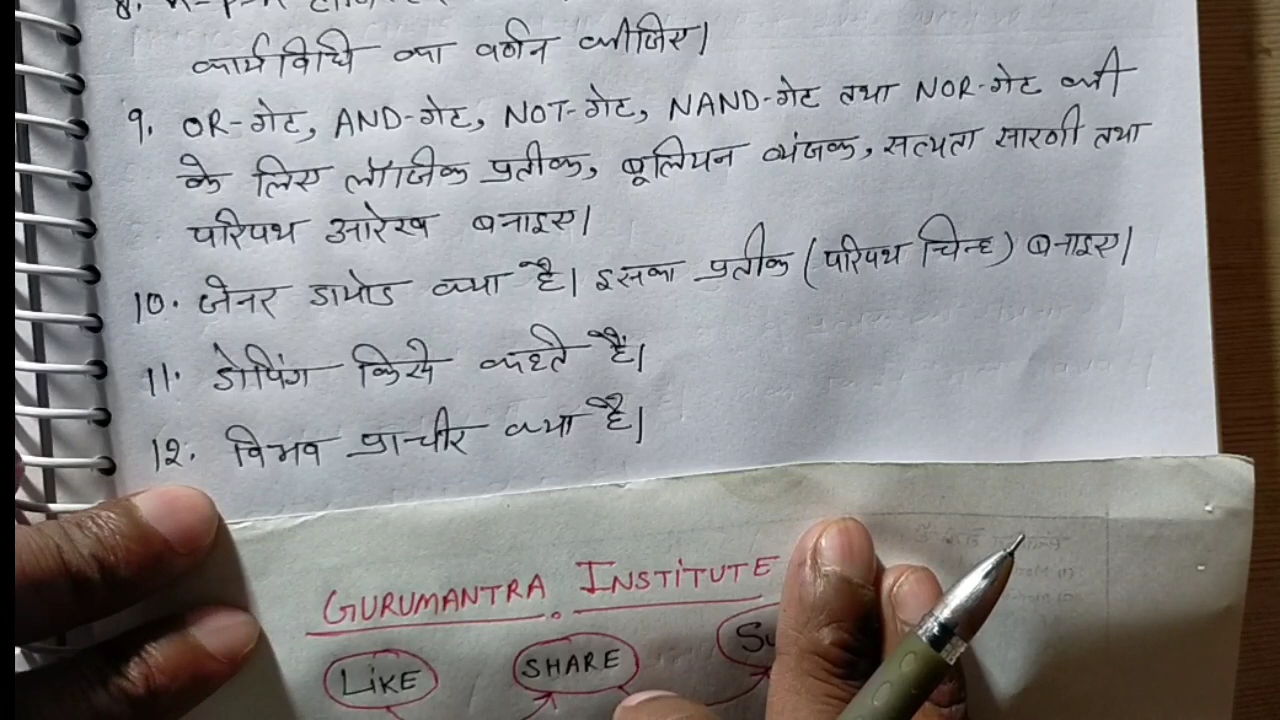 8.
कार्यविधि का वर्णन कीजिए।
9. OR-गेट, AND-गेट, NOT-गेट, NAND-गेट तथा NOR-गेट की
के लिए लॉजिक प्रतीक, बूलियन व्यंजक, सत्यता सारणी तथा
परिपथ आरेख बनाइए।
10. जेनर डायोड क्या है। इसका प्रतीक (परिपथ चिन्ह) बनाइए।
11. डोपिंग किसे कहते हैं।
12. विभव प्राचीर क्या है।
GURUMANTRA INSTITUTE
LIKE SHARE